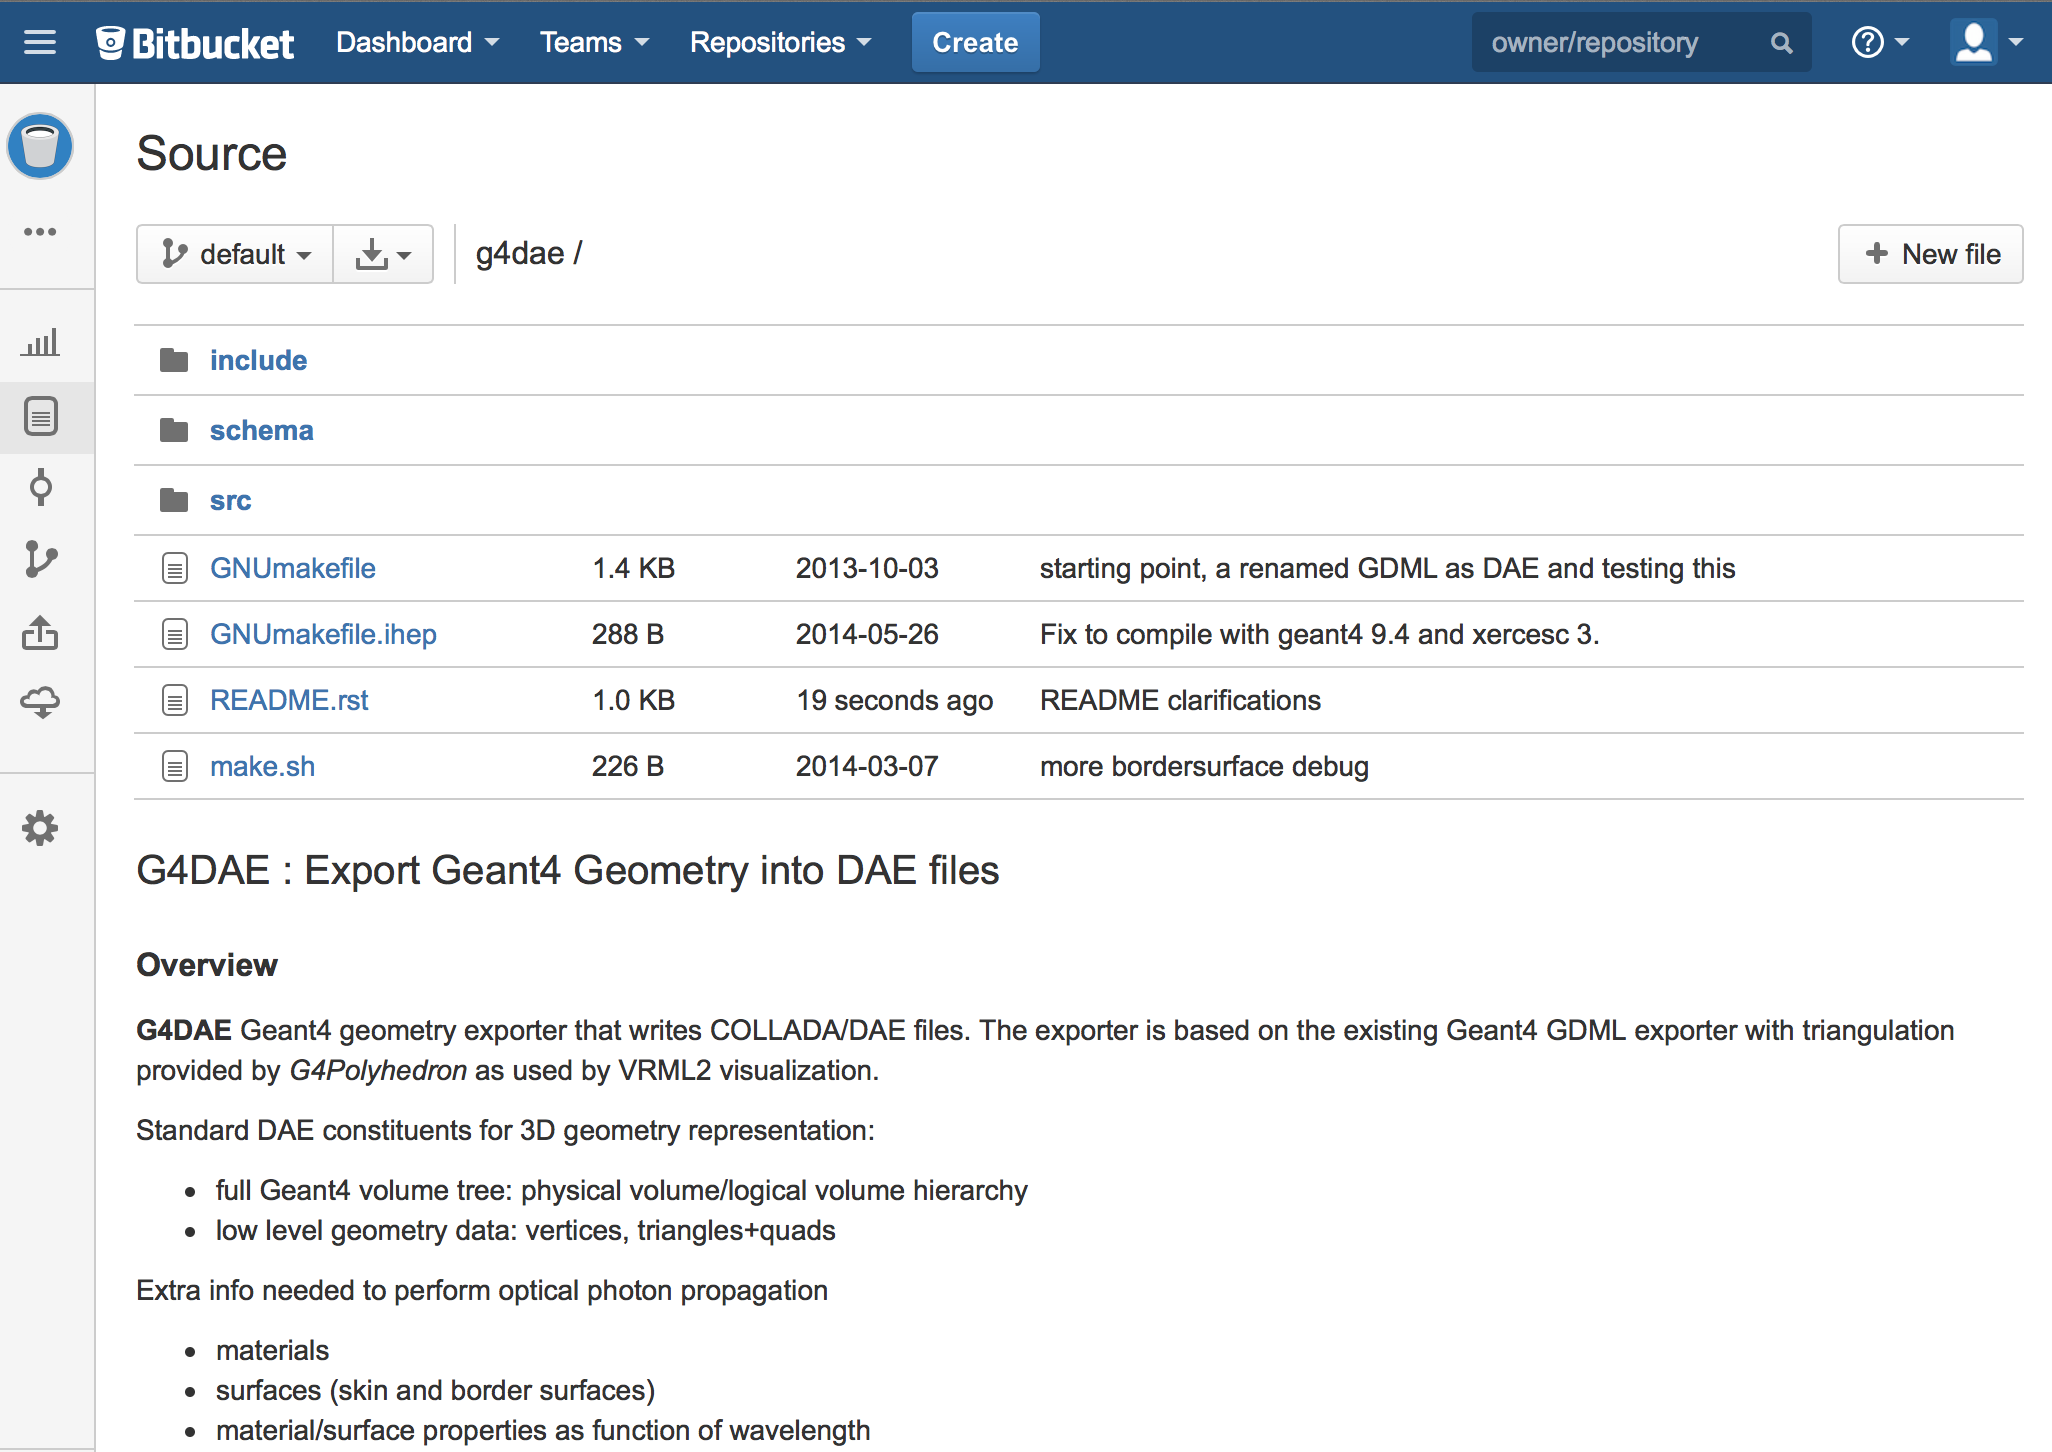 Bitbucket Dashboard Teams Repositories Create owner/repository
Source
default g4dae / + New file
include
schema
src
GNUmakefile 1.4 KB 2013-10-03 starting point, a renamed GDML as DAE and testing this
GNUmakefile.ihep 288 B 2014-05-26 Fix to compile with geant4 9.4 and xercesc 3.
README.rst 1.0 KB 19 seconds ago README clarifications
make.sh 226 B 2014-03-07 more bordersurface debug
G4DAE : Export Geant4 Geometry into DAE files
Overview
G4DAE Geant4 geometry exporter that writes COLLADA/DAE files. The exporter is based on the existing Geant4 GDML exporter with triangulation
provided by G4Polyhedron as used by VRML2 visualization.
Standard DAE constituents for 3D geometry representation:
• full Geant4 volume tree: physical volume/logical volume hierarchy
• low level geometry data: vertices, triangles+quads
Extra info needed to perform optical photon propagation
• materials
• surfaces (skin and border surfaces)
• material/surface properties as function of wavelength